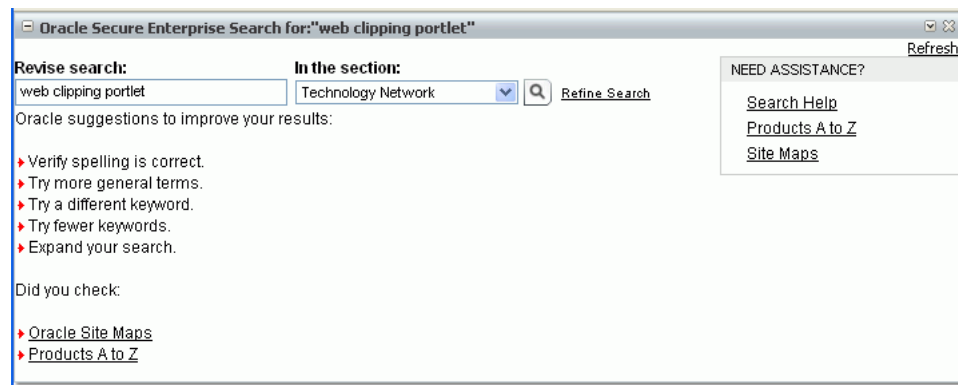 Oracle Secure Enterprise Search for:"web clipping portlet"
Refresh
Revise search:
In the section:
web clipping portlet
Technology Network
Refine Search
Oracle suggestions to improve your results:
Verify spelling is correct.
Try more general terms.
Try a different keyword.
Try fewer keywords.
Expand your search.
Did you check:
Oracle Site Maps
Products A to Z
NEED ASSISTANCE?
Search Help
Products A to Z
Site Maps